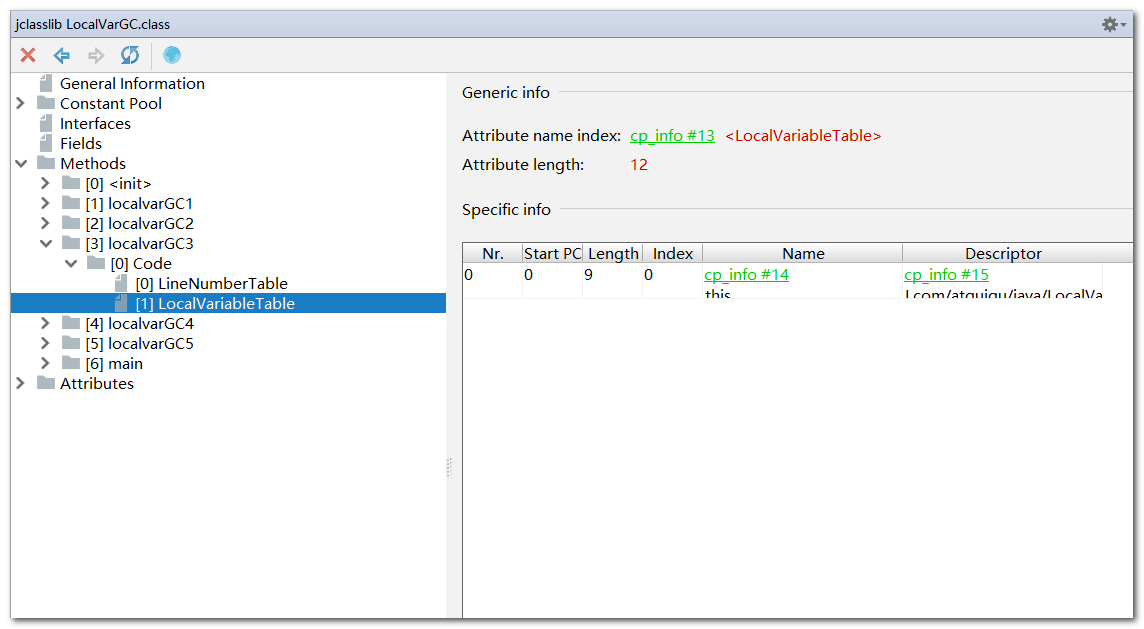 jclasslib LocalVarGC.class
General Information
Constant Pool
Interfaces
Fields
Methods
[0] <init>
[1] localvarGC1
[2] localvarGC2
[3] localvarGC3
[0] Code
[0] LineNumberTable
[1] LocalVariableTable
[4] localvarGC4
[5] localvarGC5
[6] main
Attributes
Generic info
Attribute name index: cp_info #13 <LocalVariableTable>
Attribute length: 12
Specific info
Nr. Start PC Length Index Name Descriptor
0 0 9 0 cp_info #14 cp_info #15
this Lcom/atguigu/java/LocalVa